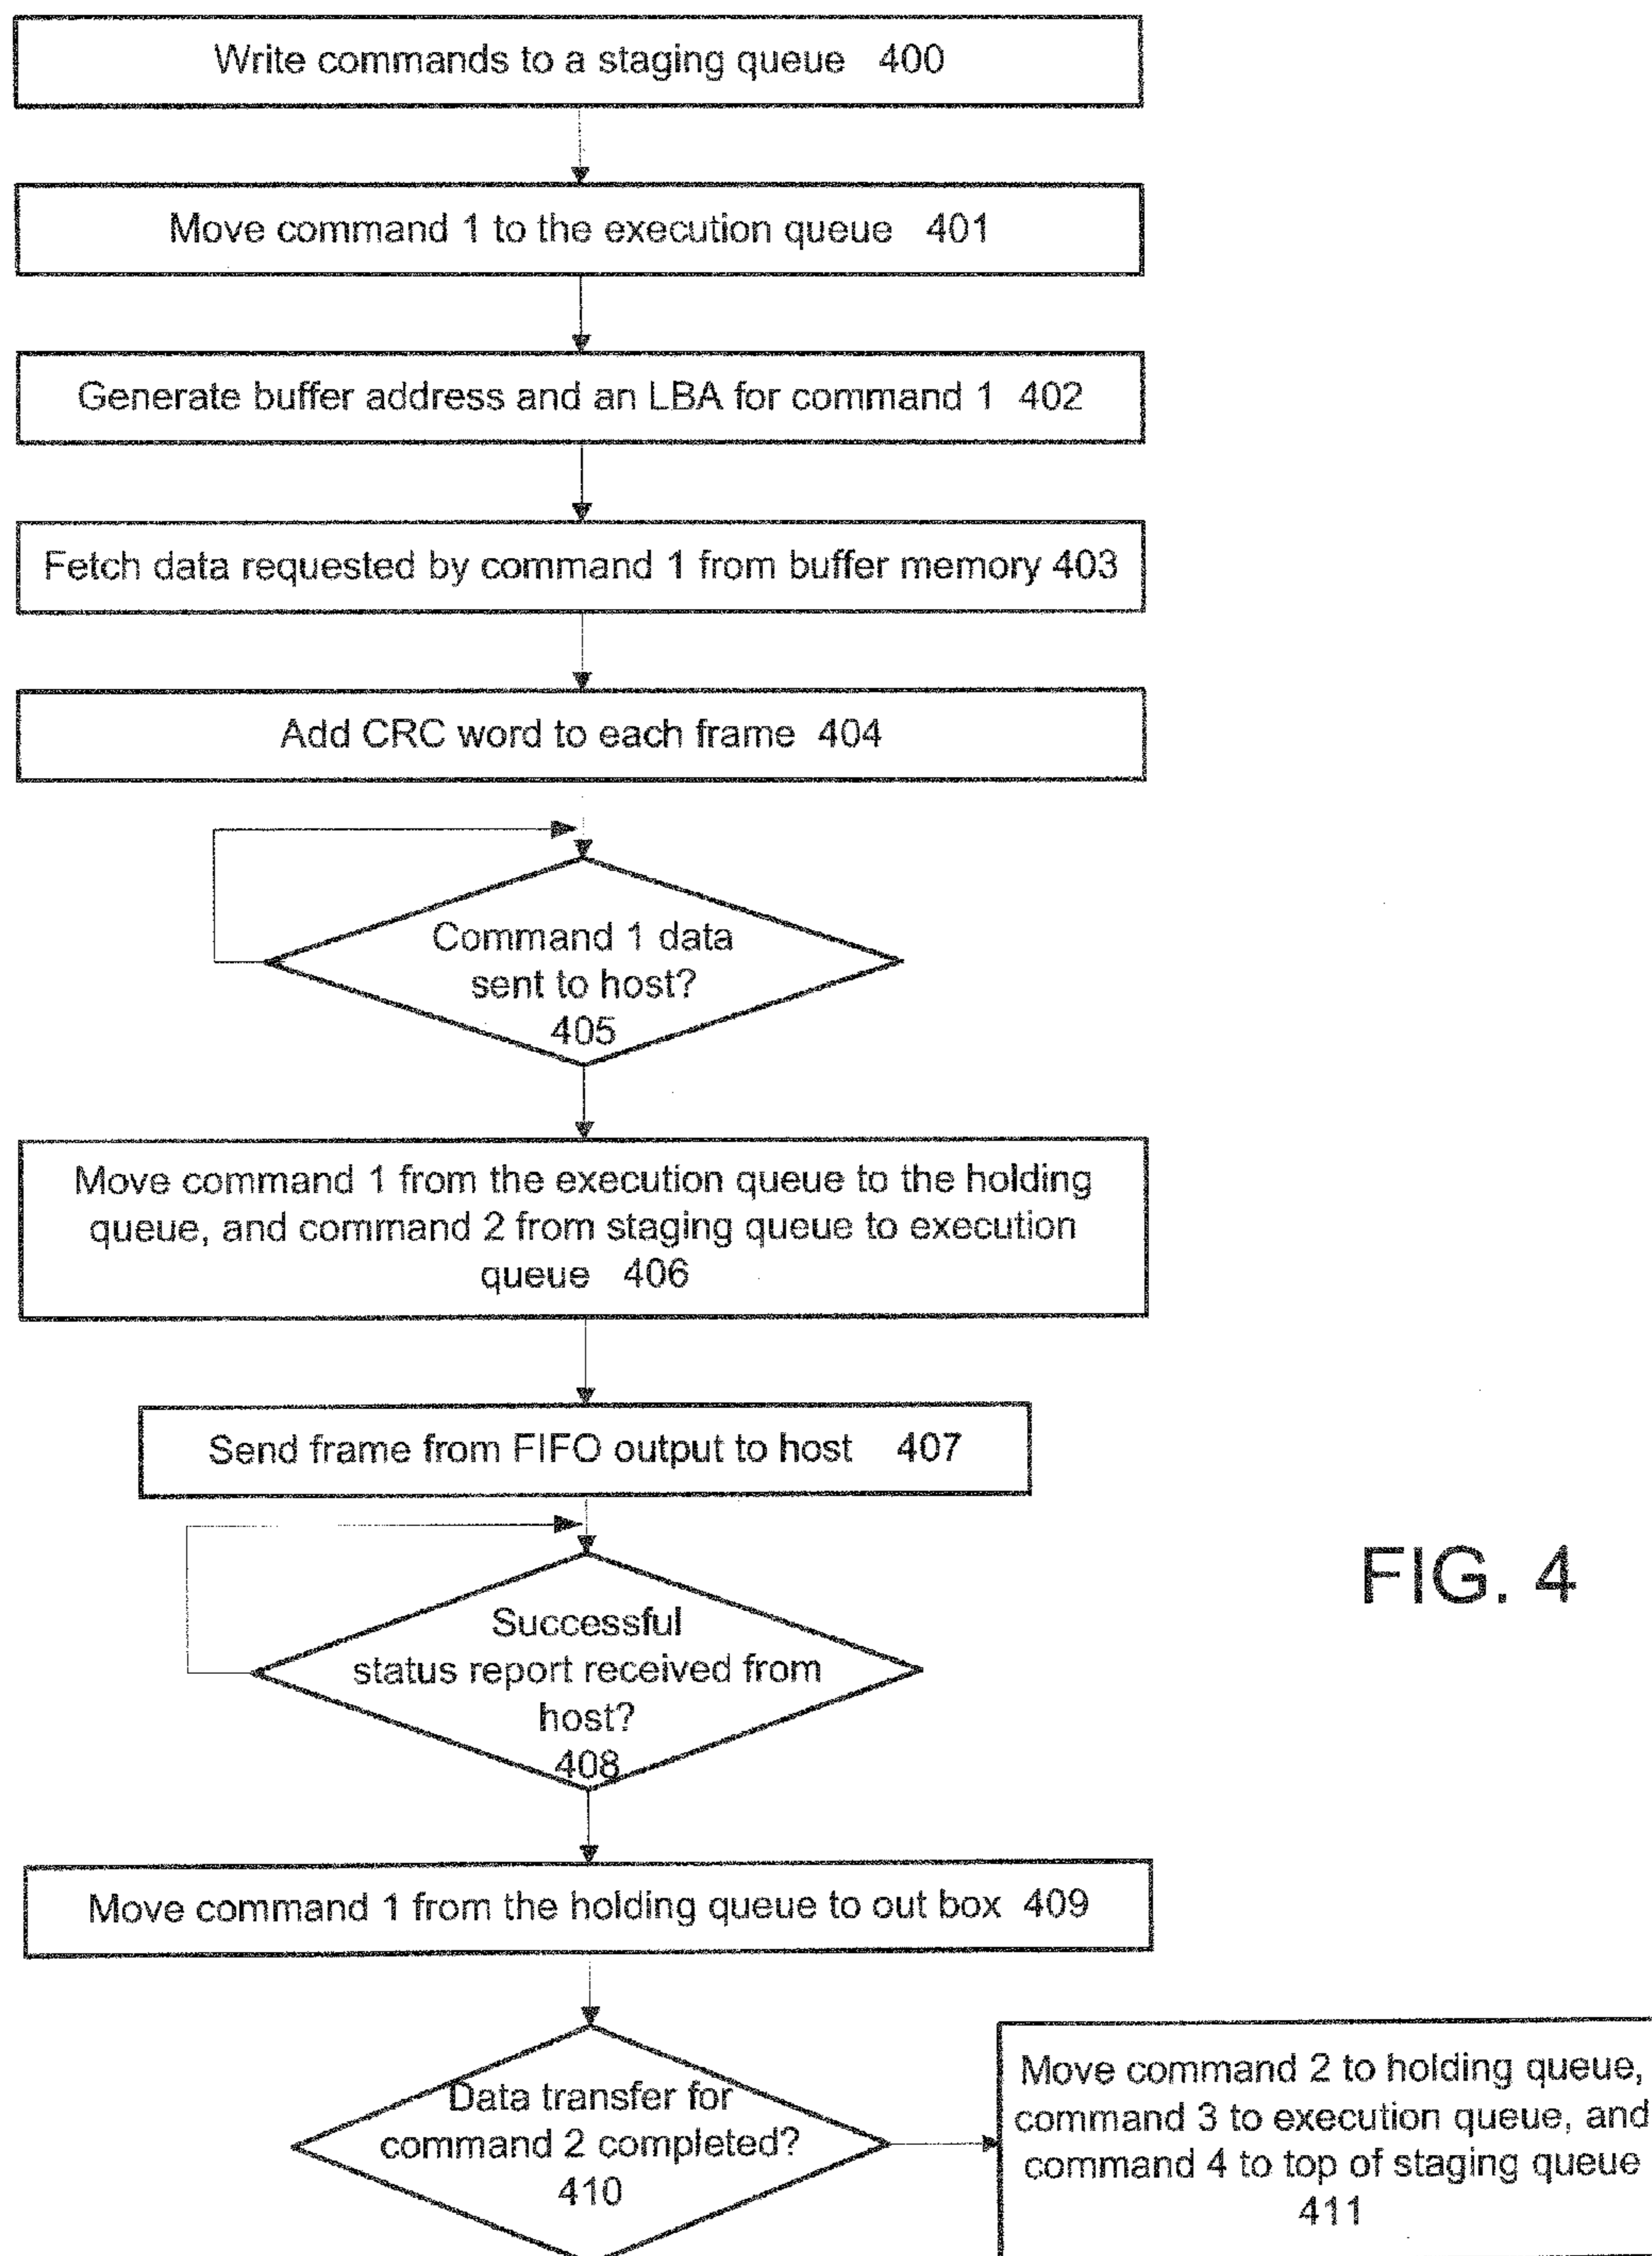 Write commands to a staging queue 400
Move command 1 to the execution queue 401
Generate buffer address and an LBA for command 1 402
Fetch data requested by command 1 from buffer memory 403
Add CRC word to each frame 404
Command 1 data
sent to host?
405
Move command 1 from the execution queue to the holding
queue, and command 2 from staging queue to execution
queue 406
Send frame from FIFO output to host 407
Successful
status report received from
host?
408
Move command 1 from the holding queue to out box 409
Data transfer for
command 2 completed?
410
Move command 2 to holding queue,
command 3 to execution queue, and
command 4 to top of staging queue
411
FIG. 4